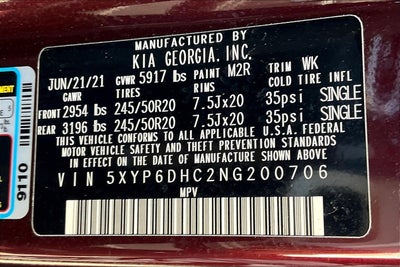 MANUFACTURED BY
KIA GEORGIA, INC.
JUN/21/21 GVWR 5917 lbs PAINT M2R TRIM WK
GAWR TIRES RIMS COLD TIRE INFL
FRONT 2954 lbs 245/50R20 7.5Jx20 35psi SINGLE
REAR 3196 lbs 245/50R20 7.5Jx20 35psi SINGLE
THIS VEHICLE CONFORMS TO ALL APPLICABLE U.S.A. FEDERAL
MOTOR VEHICLE SAFETY AND THEFT PREVENTION STANDARDS
IN EFFECT ON THE DATE OF MANUFACTURE SHOWN ABOVE
VIN 5XYP6DHC2NG200706
MPV
9110